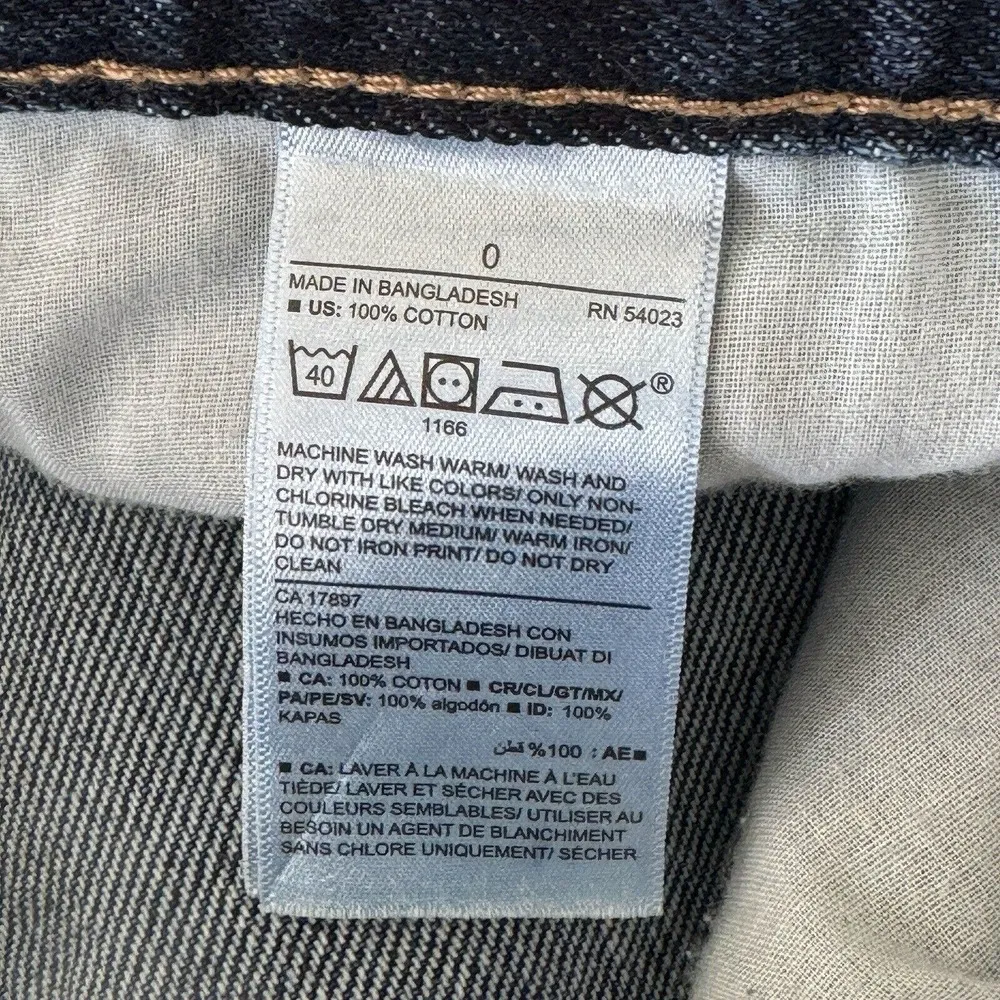 0
MADE IN BANGLADESH RN 54023
■ US: 100% COTTON
40
®
1166
MACHINE WASH WARM/ WASH AND
DRY WITH LIKE COLORS/ ONLY NON-
CHLORINE BLEACH WHEN NEEDED/
TUMBLE DRY MEDIUM/ WARM IRON/
DO NOT IRON PRINT/ DO NOT DRY
CLEAN
CA 17897
HECHO EN BANGLADESH CON
INSUMOS IMPORTADOS/ DIBUAT DI
BANGLADESH
■ CA: 100% COTON ■ CR/CL/GT/MX/
PA/PE/SV: 100% algodón ■ ID: 100%
KAPAS
■AE : 100% قطن
■ CA: LAVER À LA MACHINE À L'EAU
TIÈDE/ LAVER ET SÉCHER AVEC DES
COULEURS SEMBLABLES/ UTILISER AU
BESOIN UN AGENT DE BLANCHIMENT
SANS CHLORE UNIQUEMENT/ SÉCHER